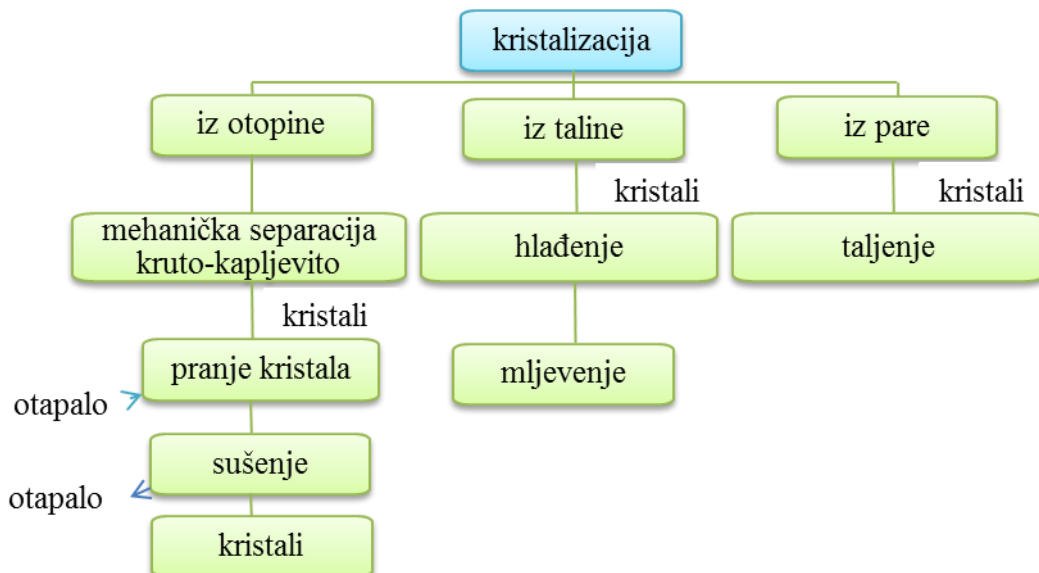 kristalizacija
iz otopine
iz taline
iz pare
kristali
kristali
mehanička separacija
kruto-kapljevito
hlađenje
taljenje
kristali
pranje kristala
mljevenje
otapalo
sušenje
otapalo
kristali